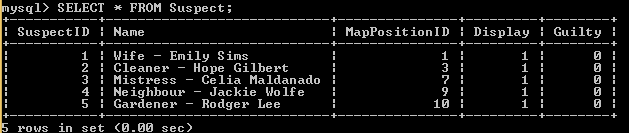 mysql> SELECT * FROM Suspect;
+-----------+-------------------------------+---------------+---------+--------+
| SuspectID | Name | MapPositionID | Display | Guilty |
+-----------+-------------------------------+---------------+---------+--------+
| 1 | Wife - Emily Sims | 1 | 1 | 0 |
| 2 | Cleaner - Hope Gilbert | 3 | 1 | 0 |
| 3 | Mistress - Celia Maldanado | 7 | 1 | 0 |
| 4 | Neighbour - Jackie Wolfe | 9 | 1 | 0 |
| 5 | Gardener - Rodger Lee | 10 | 1 | 0 |
+-----------+-------------------------------+---------------+---------+--------+
5 rows in set (0.00 sec)